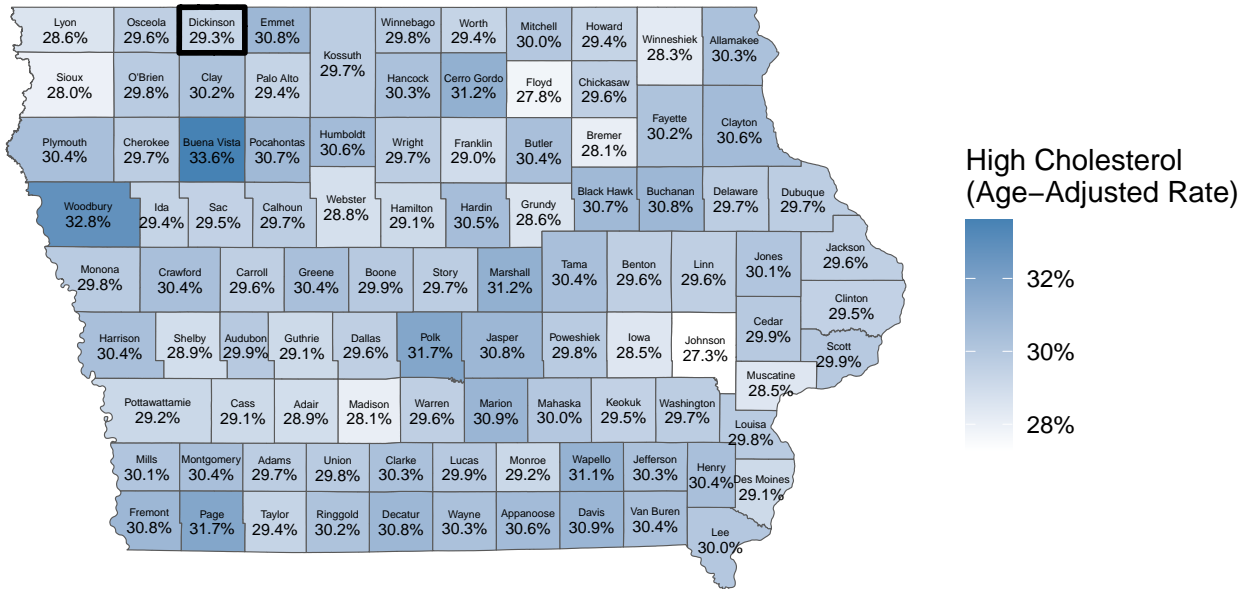 Lyon
28.6%
Osceola
29.6%
Dickinson
29.3%
Emmet
30.8%
Kossuth
29.7%
Winnebago
29.8%
Worth
29.4%
Mitchell
30.0%
Howard
29.4%
Winneshiek
28.3%
Allamakee
30.3%
Sioux
28.0%
O'Brien
29.8%
Clay
30.2%
Palo Alto
29.4%
Hancock
30.3%
Cerro Gordo
31.2%
Floyd
27.8%
Chickasaw
29.6%
Fayette
30.2%
Clayton
30.6%
Plymouth
30.4%
Cherokee
29.7%
Buena Vista
33.6%
Pocahontas
30.7%
Humboldt
30.6%
Wright
29.7%
Franklin
29.0%
Butler
30.4%
Bremer
28.1%
Woodbury
32.8%
Ida
29.4%
Sac
29.5%
Calhoun
29.7%
Webster
28.8%
Hamilton
29.1%
Hardin
30.5%
Grundy
28.6%
Black Hawk
30.7%
Buchanan
30.8%
Delaware
29.7%
Dubuque
29.7%
Monona
29.8%
Crawford
30.4%
Carroll
29.6%
Greene
30.4%
Boone
29.9%
Story
29.7%
Marshall
31.2%
Tama
30.4%
Benton
29.6%
Linn
29.6%
Jones
30.1%
Jackson
29.6%
Clinton
29.5%
Harrison
30.4%
Shelby
28.9%
Audubon
29.9%
Guthrie
29.1%
Dallas
29.6%
Polk
31.7%
Jasper
30.8%
Poweshiek
29.8%
Iowa
28.5%
Johnson
27.3%
Cedar
29.9%
Scott
29.9%
Muscatine
28.5%
Pottawattamie
29.2%
Cass
29.1%
Adair
28.9%
Madison
28.1%
Warren
29.6%
Marion
30.9%
Mahaska
30.0%
Keokuk
29.5%
Washington
29.7%
Louisa
29.8%
Mills
30.1%
Montgomery
30.4%
Adams
29.7%
Union
29.8%
Clarke
30.3%
Lucas
29.9%
Monroe
29.2%
Wapello
31.1%
Jefferson
30.3%
Henry
30.4%
Des Moines
29.1%
Fremont
30.8%
Page
31.7%
Taylor
29.4%
Ringgold
30.2%
Decatur
30.8%
Wayne
30.3%
Appanoose
30.6%
Davis
30.9%
Van Buren
30.4%
Lee
30.0%
High Cholesterol
(Age−Adjusted Rate)
32%
30%
28%